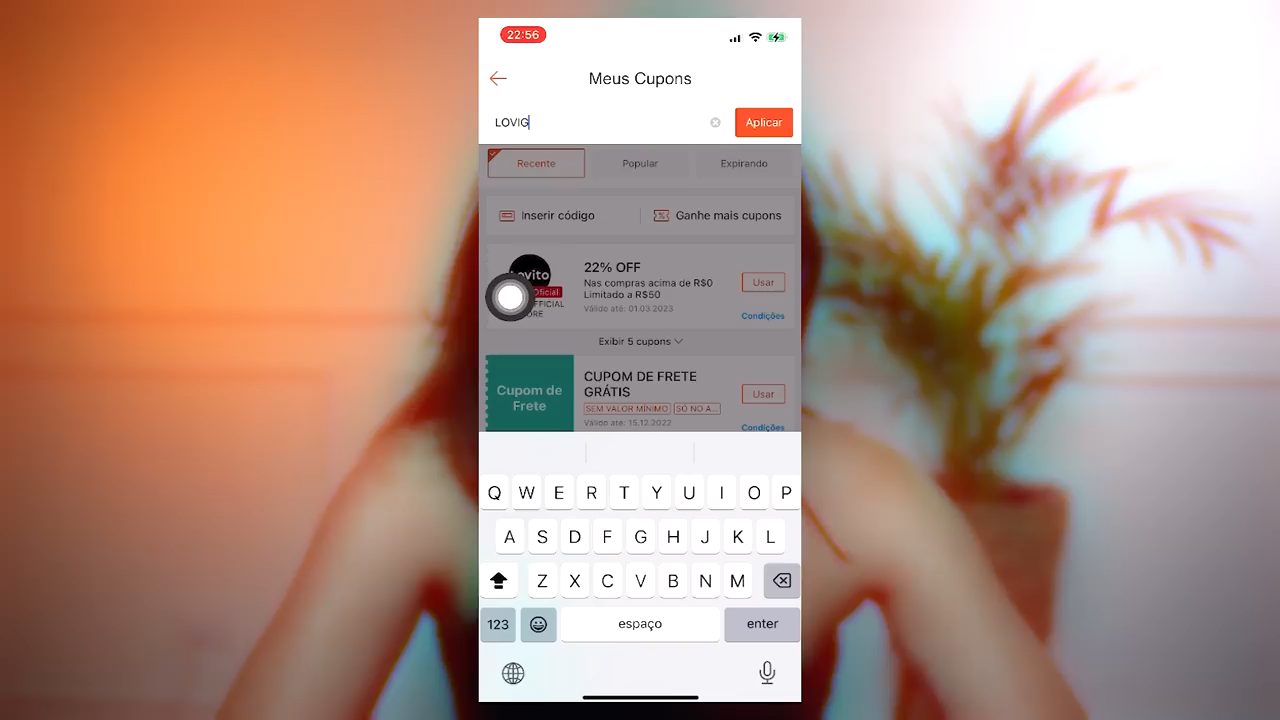 22:56
Meus Cupons
LOVIG
Aplicar
Recente
Popular
Expirando
Inserir código
Ganhe mais cupons
22% OFF
Nas compras acima de R$0
Limitado a R$50
Válido até: 01.03.2023
Usar
Condições
Exibir 5 cupons
Cupom de
Frete
CUPOM DE FRETE
GRÁTIS
SEM VALOR MÍNIMO
SÓ NO A...
Válido até: 15.12.2022
Usar
Condições
Q W E R T Y U I O P
A S D F G H J K L
Z X C V B N M
123
espaço
enter